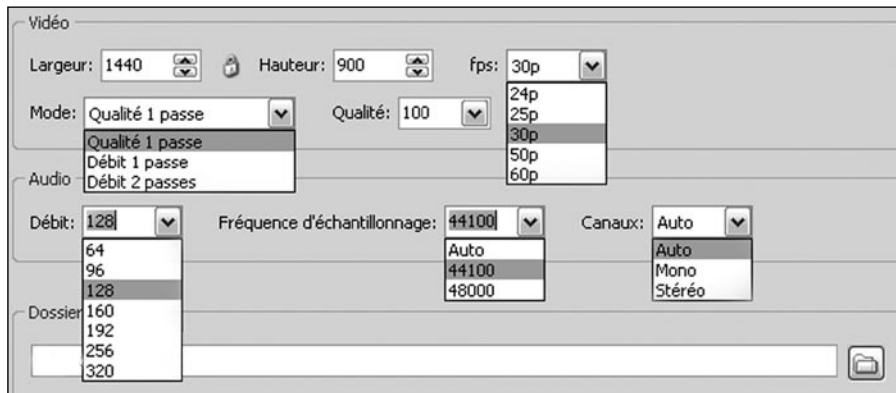 Vidéo
Largeur: 1440 Hauteur: 900 fps: 30p
24p
25p
30p
50p
60p
Mode: Qualité 1 passe Qualité: 100
Qualité 1 passe
Débit 1 passe
Débit 2 passes
Audio
Débit: 128 Fréquence d'échantillonnage: 44100 Canaux: Auto
64
96
128
160
192
256
320
Auto
44100
48000
Auto
Mono
Stéréo
Dossier